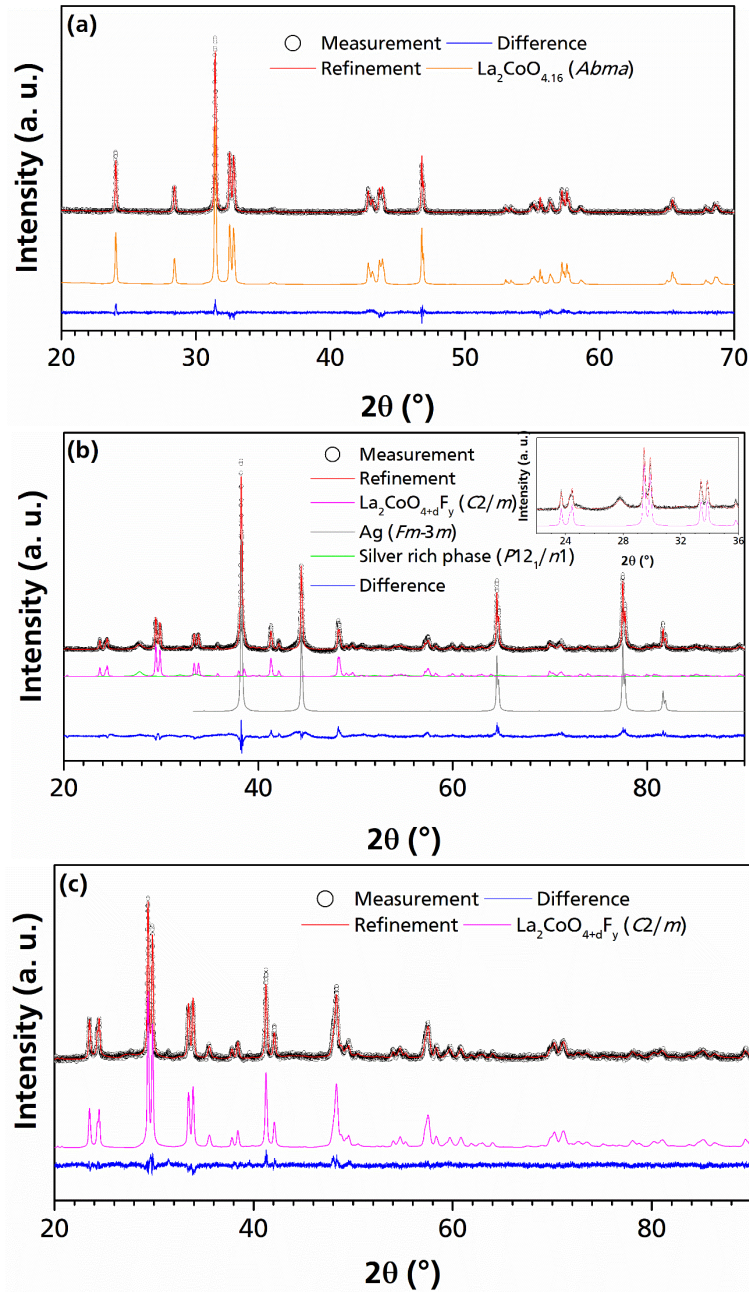 (a)
Measurement
Difference
Refinement
La₂CoO₄.₁₆ (Abma)
Intensity (a. u.)
20 30 40 50 60 70
2θ (°)
(b)
Measurement
Refinement
La₂CoO₄₊dFy (C2/m)
Ag (Fm-3m)
Silver rich phase (P12₁/n1)
Difference
Intensity (a. u.)
24 28 32 36
2θ (°)
Intensity (a. u.)
20 40 60 80
2θ (°)
(c)
Measurement
Difference
Refinement
La₂CoO₄₊dFy (C2/m)
Intensity (a. u.)
20 40 60 80
2θ (°)